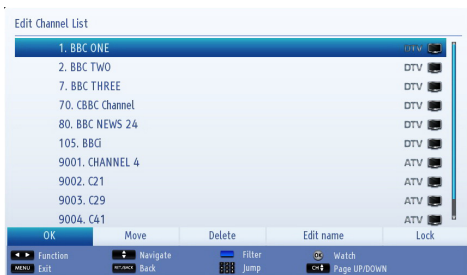 Edit Channel List
1. BBC ONE DTV
2. BBC TWO DTV
7. BBC THREE DTV
70. CBBC Channel DTV
80. BBC NEWS 24 DTV
105. BBCi DTV
9001. CHANNEL 4 ATV
9002. C21 ATV
9003. C29 ATV
9004. C41 ATV
OK Move Delete Edit name Lock
Function Navigate Filter OK Watch
MENU Exit RET/BACK Back Jump CH Page UP/DOWN